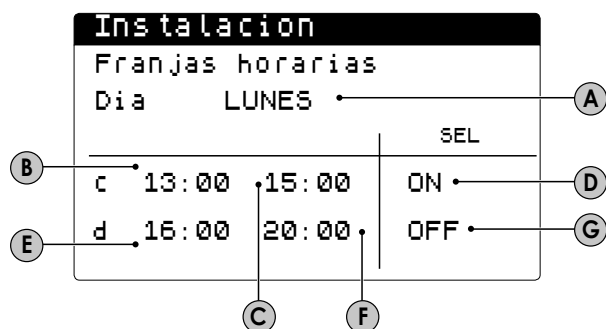 Instalacion
Franjas horarias
Dia LUNES
A
SEL
B
c 13:00 15:00 ON
D
d 16:00 20:00 OFF
E
G
C
F